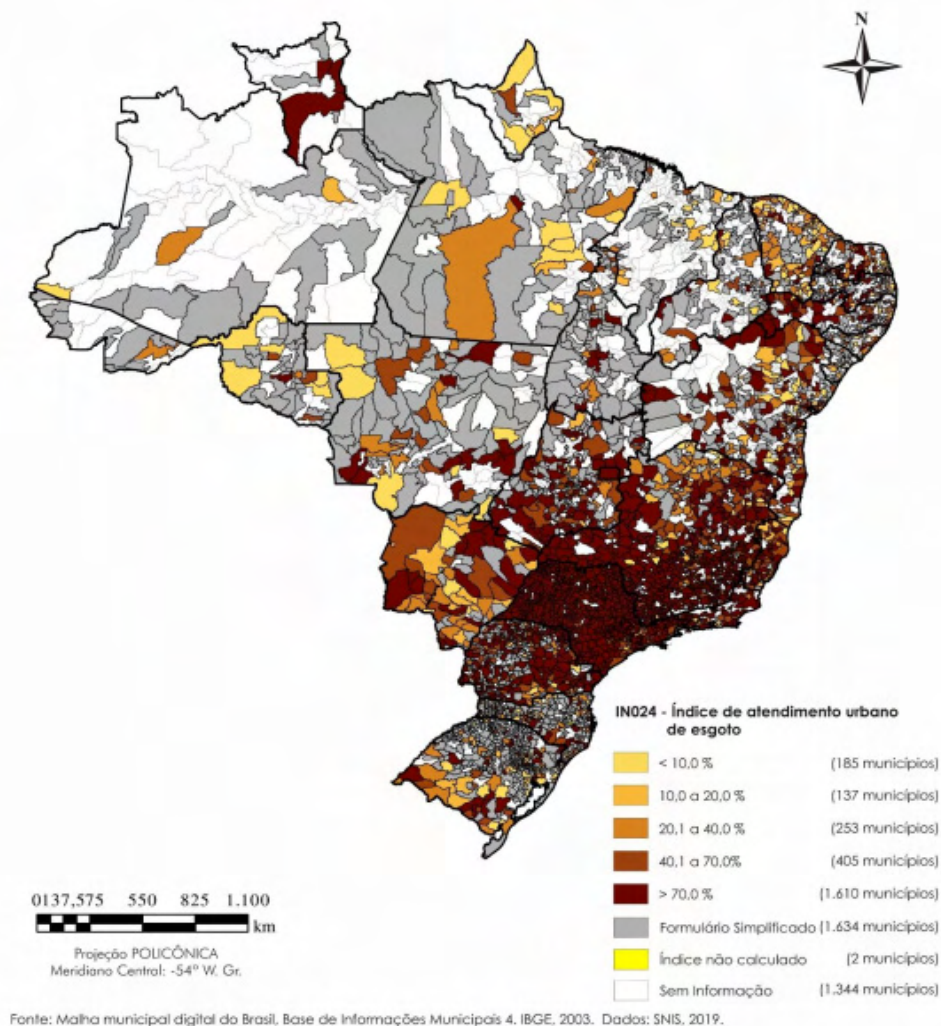 N
IN024 - Índice de atendimento urbano
de esgoto
< 10,0 % (185 municípios)
10,0 a 20,0 % (137 municípios)
20,1 a 40,0 % (253 municípios)
40,1 a 70,0% (405 municípios)
> 70,0 % (1.610 municípios)
Formulário Simplificado (1.634 municípios)
Índice não calculado (2 municípios)
Sem Informação (1.344 municípios)
0137,575 550 825 1.100
km
Projeção POLICÔNICA
Meridiano Central: -54º W. Gr.
Fonte: Malha municipal digital do Brasil, Base de Informações Municipais 4. IBGE, 2003. Dados: SNIS, 2019.